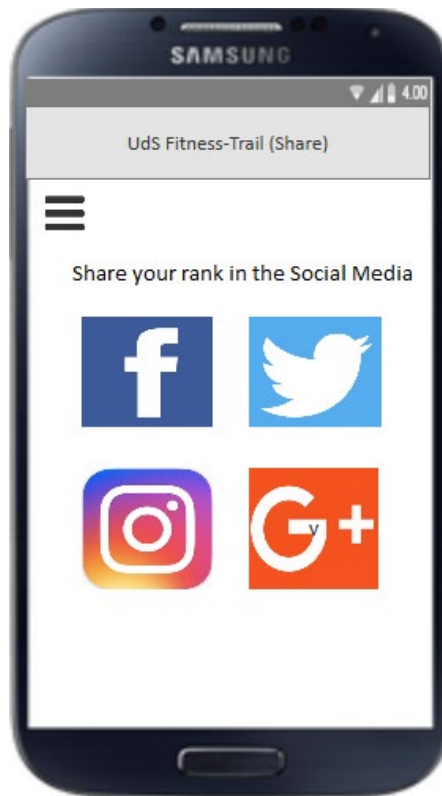 SAMSUNG
4.00
UdS Fitness-Trail (Share)
Share your rank in the Social Media
f
G+
y